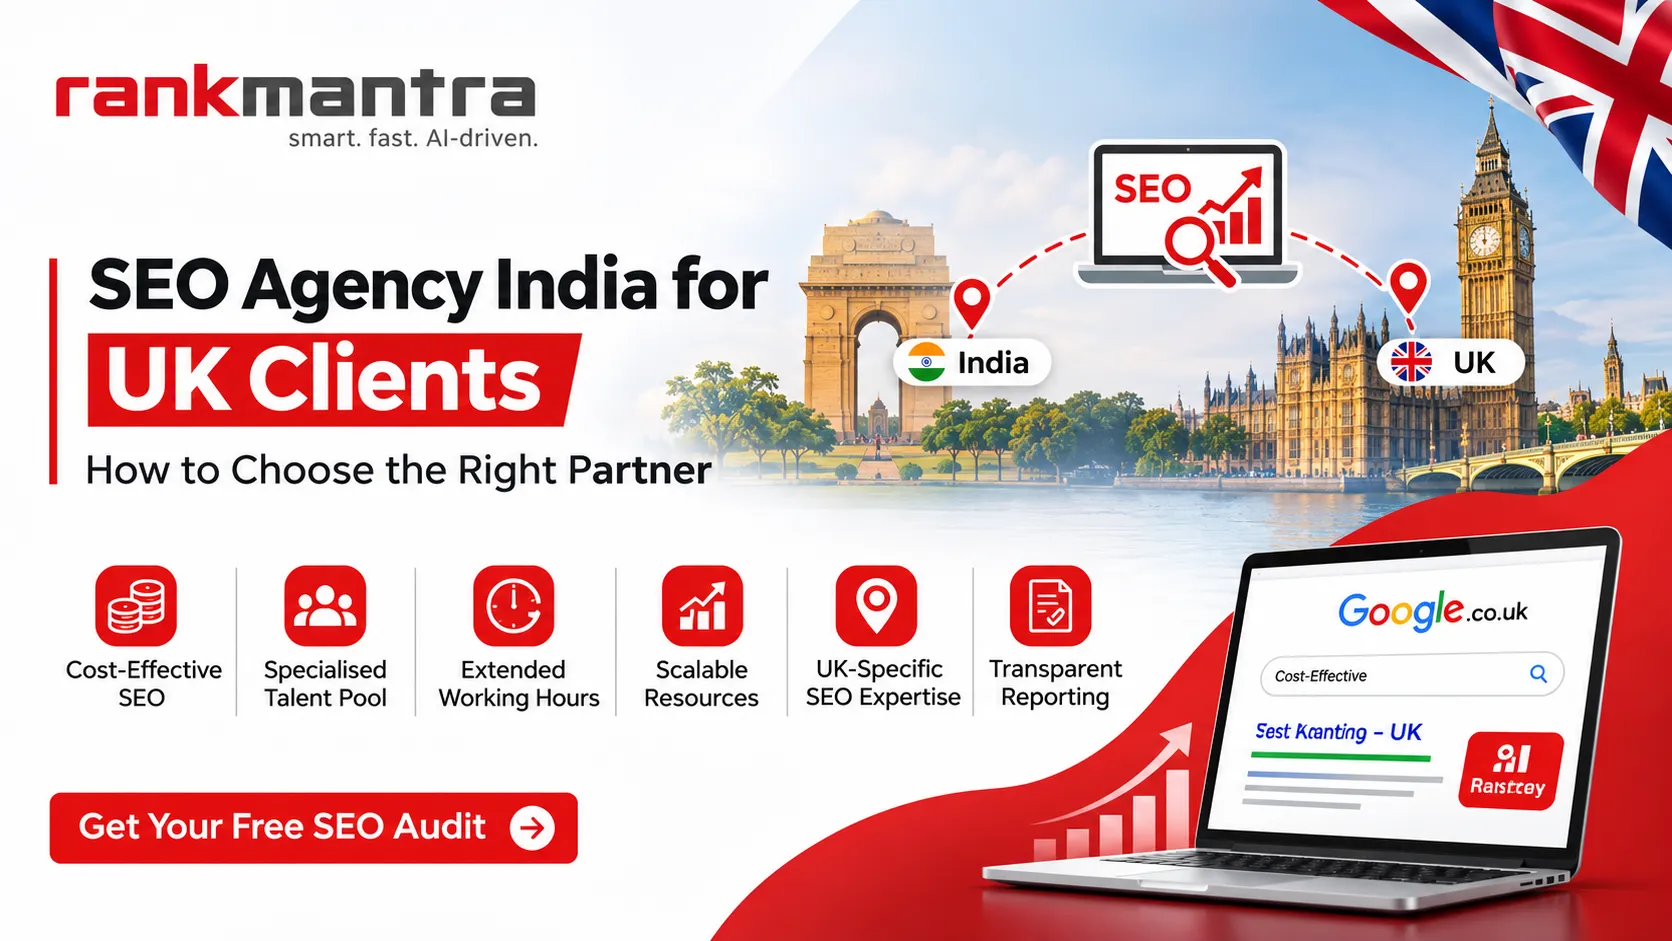 rankmantra
smart. fast. AI-driven.
SEO Agency India for
UK Clients
How to Choose the Right Partner
SEO
India
UK
Cost-Effective
SEO
Specialised
Talent Pool
Extended
Working Hours
Scalable
Resources
UK-Specific
SEO Expertise
Transparent
Reporting
Get Your Free SEO Audit
Google.co.uk
Cost-Effective
Sest Kcanting - UK
Ranstcey